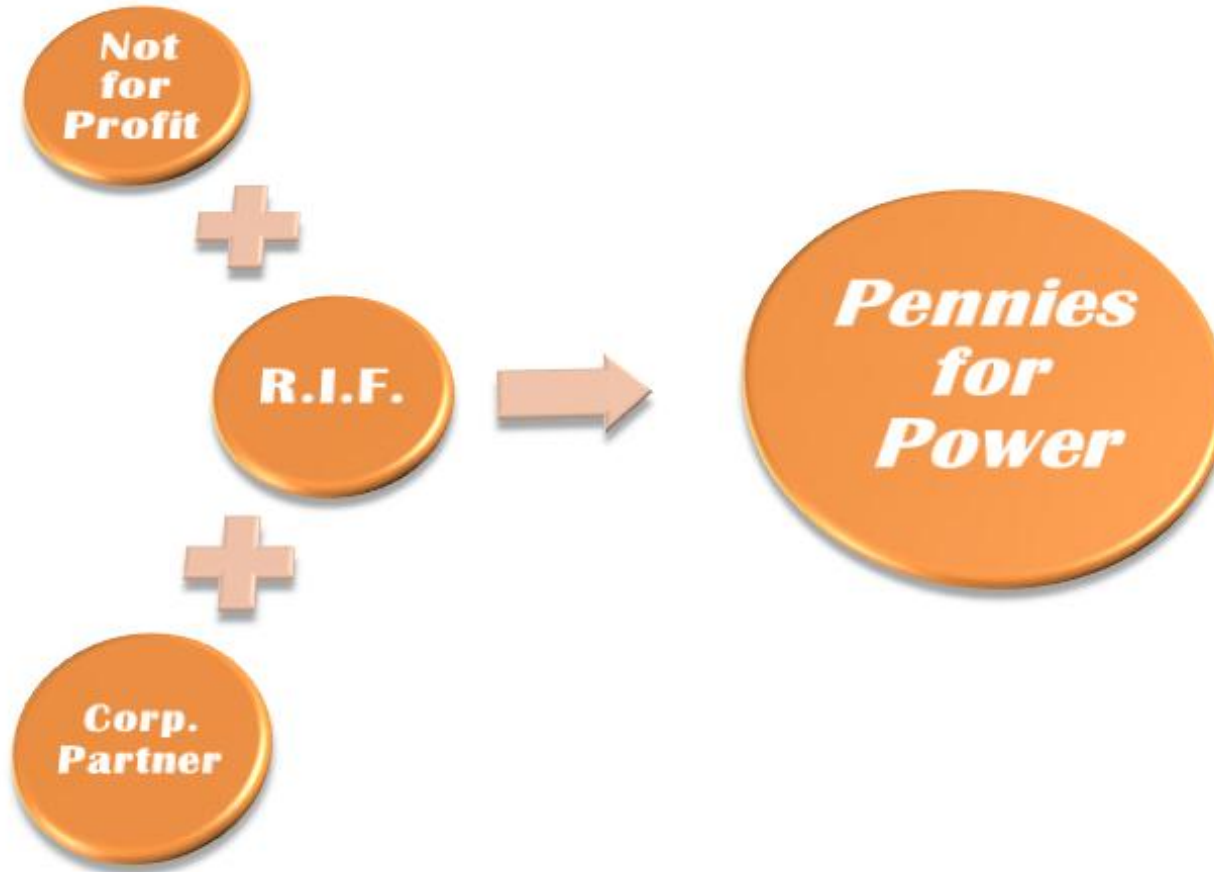 Not
for
Profit
R.I.F.
Corp.
Partner
Pennies
for
Power